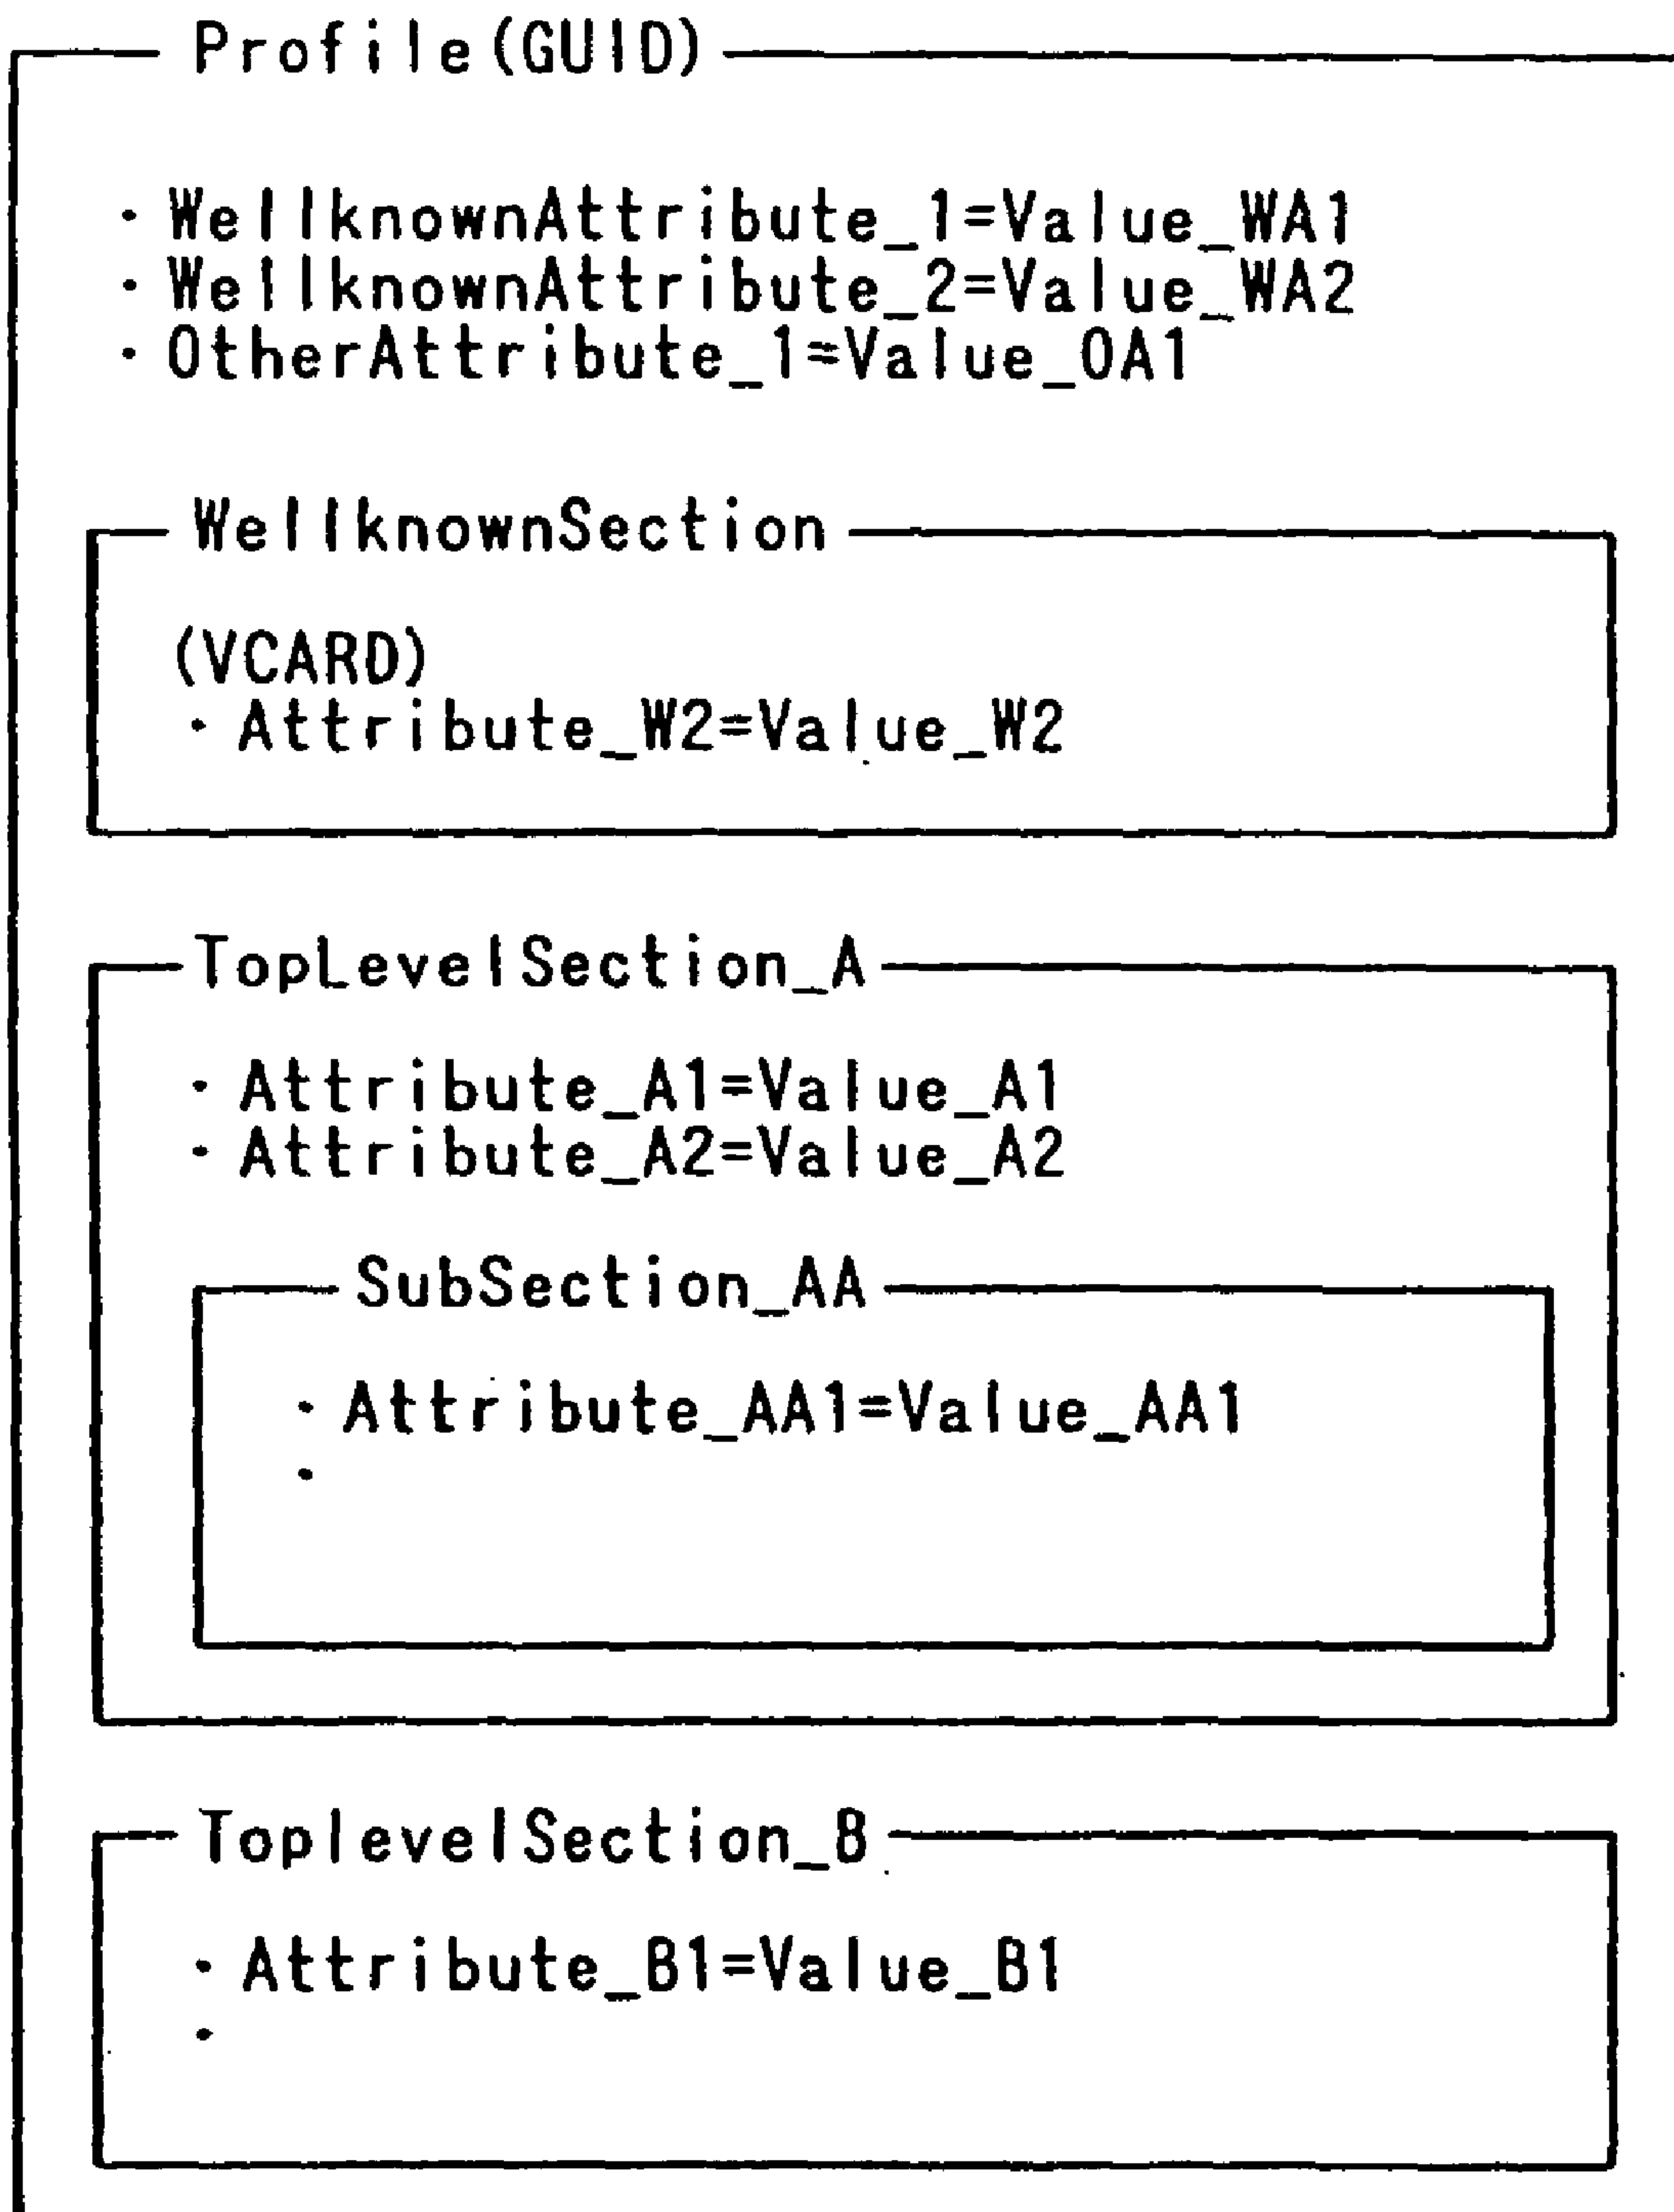 Profile(GUID)
・WellknownAttribute_1=Value_WA1
・WellknownAttribute_2=Value_WA2
・OtherAttribute_1=Value_OA1
WellknownSection
(VCARD)
・Attribute_W2=Value_W2
TopLevelSection_A
・Attribute_A1=Value_A1
・Attribute_A2=Value_A2
SubSection_AA
・Attribute_AA1=Value_AA1
・
ToplevelSection_B
・Attribute_B1=Value_B1
・